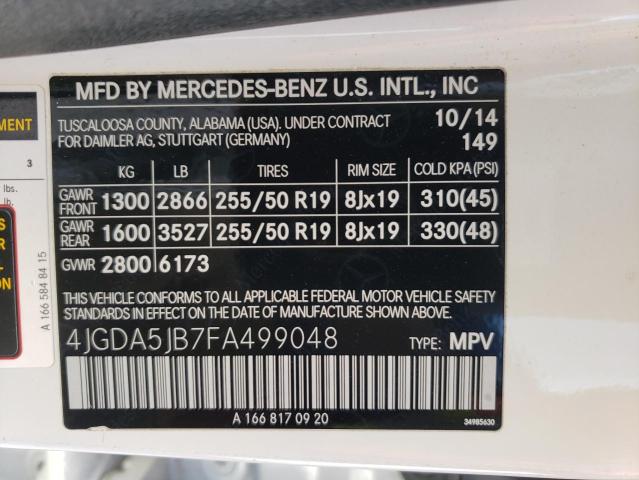 MFD BY MERCEDES-BENZ U.S. INTL., INC
TUSCALOOSA COUNTY, ALABAMA (USA). UNDER CONTRACT 10/14
FOR DAIMLER AG, STUTTGART (GERMANY) 149
KG LB TIRES RIM SIZE COLD KPA(PSI)
GAWR FRONT 1300 2866 255/50 R19 8Jx19 310(45)
GAWR REAR 1600 3527 255/50 R19 8Jx19 330(48)
GVWR 2800 6173
THIS VEHICLE CONFORMS TO ALL APPLICABLE FEDERAL MOTOR VEHICLE SAFETY
STANDARDS IN EFFECT ON THE DATE OF MANUFACTURE SHOWN ABOVE.
4JGDA5JB7FA499048 TYPE: MPV
A 166 817 09 20
34985630
3
lbs.
lb.
A 166 584 84 15